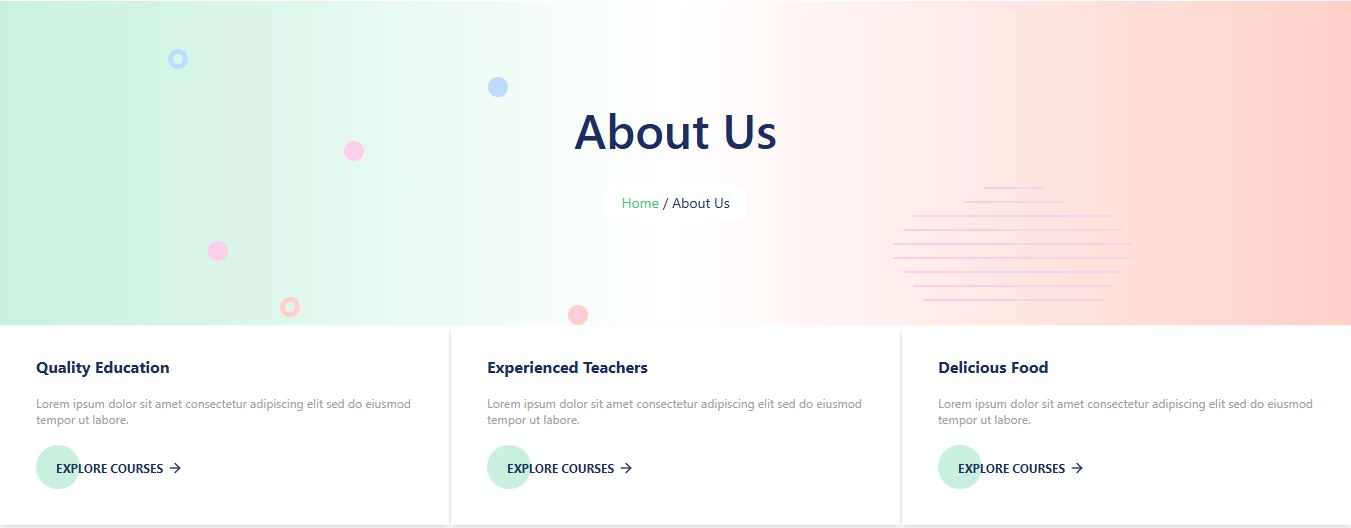 About Us
Home / About Us
Quality Education
Lorem ipsum dolor sit amet consectetur adipiscing elit sed do eiusmod
tempor ut labore.
EXPLORE COURSES →
Experienced Teachers
Lorem ipsum dolor sit amet consectetur adipiscing elit sed do eiusmod
tempor ut labore.
EXPLORE COURSES →
Delicious Food
Lorem ipsum dolor sit amet consectetur adipiscing elit sed do eiusmod
tempor ut labore.
EXPLORE COURSES →